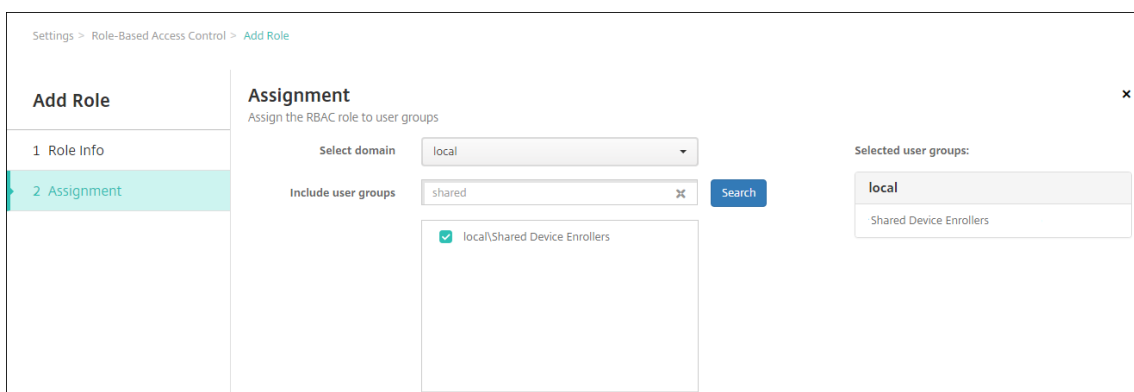 Settings > Role-Based Access Control > Add Role
Add Role
1 Role Info
2 Assignment
Assignment
Assign the RBAC role to user groups
Select domain
local
Include user groups
shared
Search
local\Shared Device Enrollers
Selected user groups:
local
Shared Device Enrollers